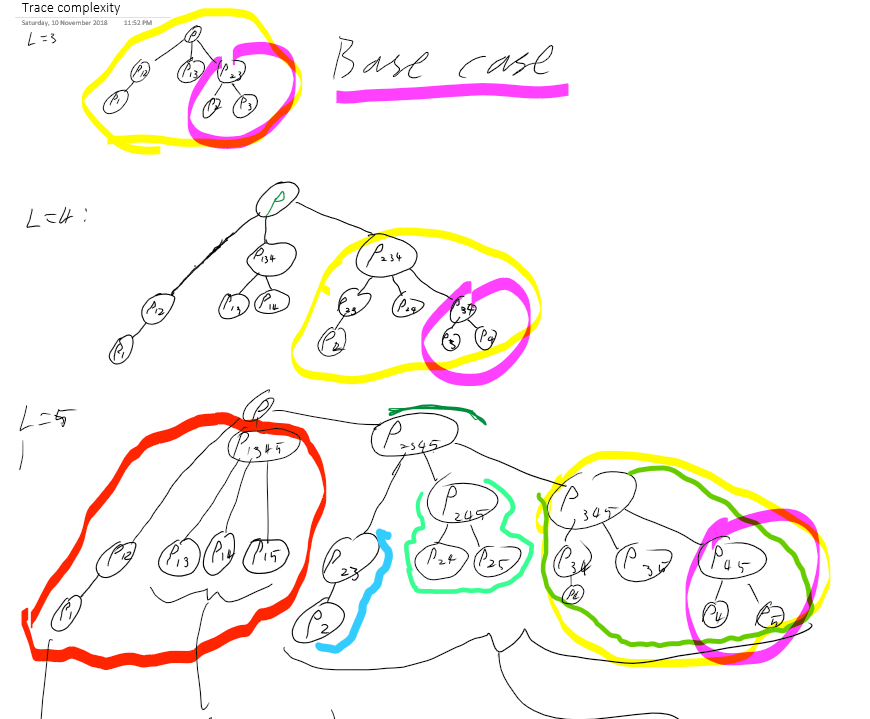 Trace complexity
Saturday, 10 November 2018 11:52 PM
L=3
P
P12 P13 P23
P1 P2 P3
Base case
L=4:
P
P134 P234
P12 P13 P14 P23 P24 P34
P1 P2 P3 P4
L=5
P
P1345 P2345
P245 P345
P12 P13 P14 P15 P23 P24 P25 P34 P35 P45
P1 P2 P4 P5